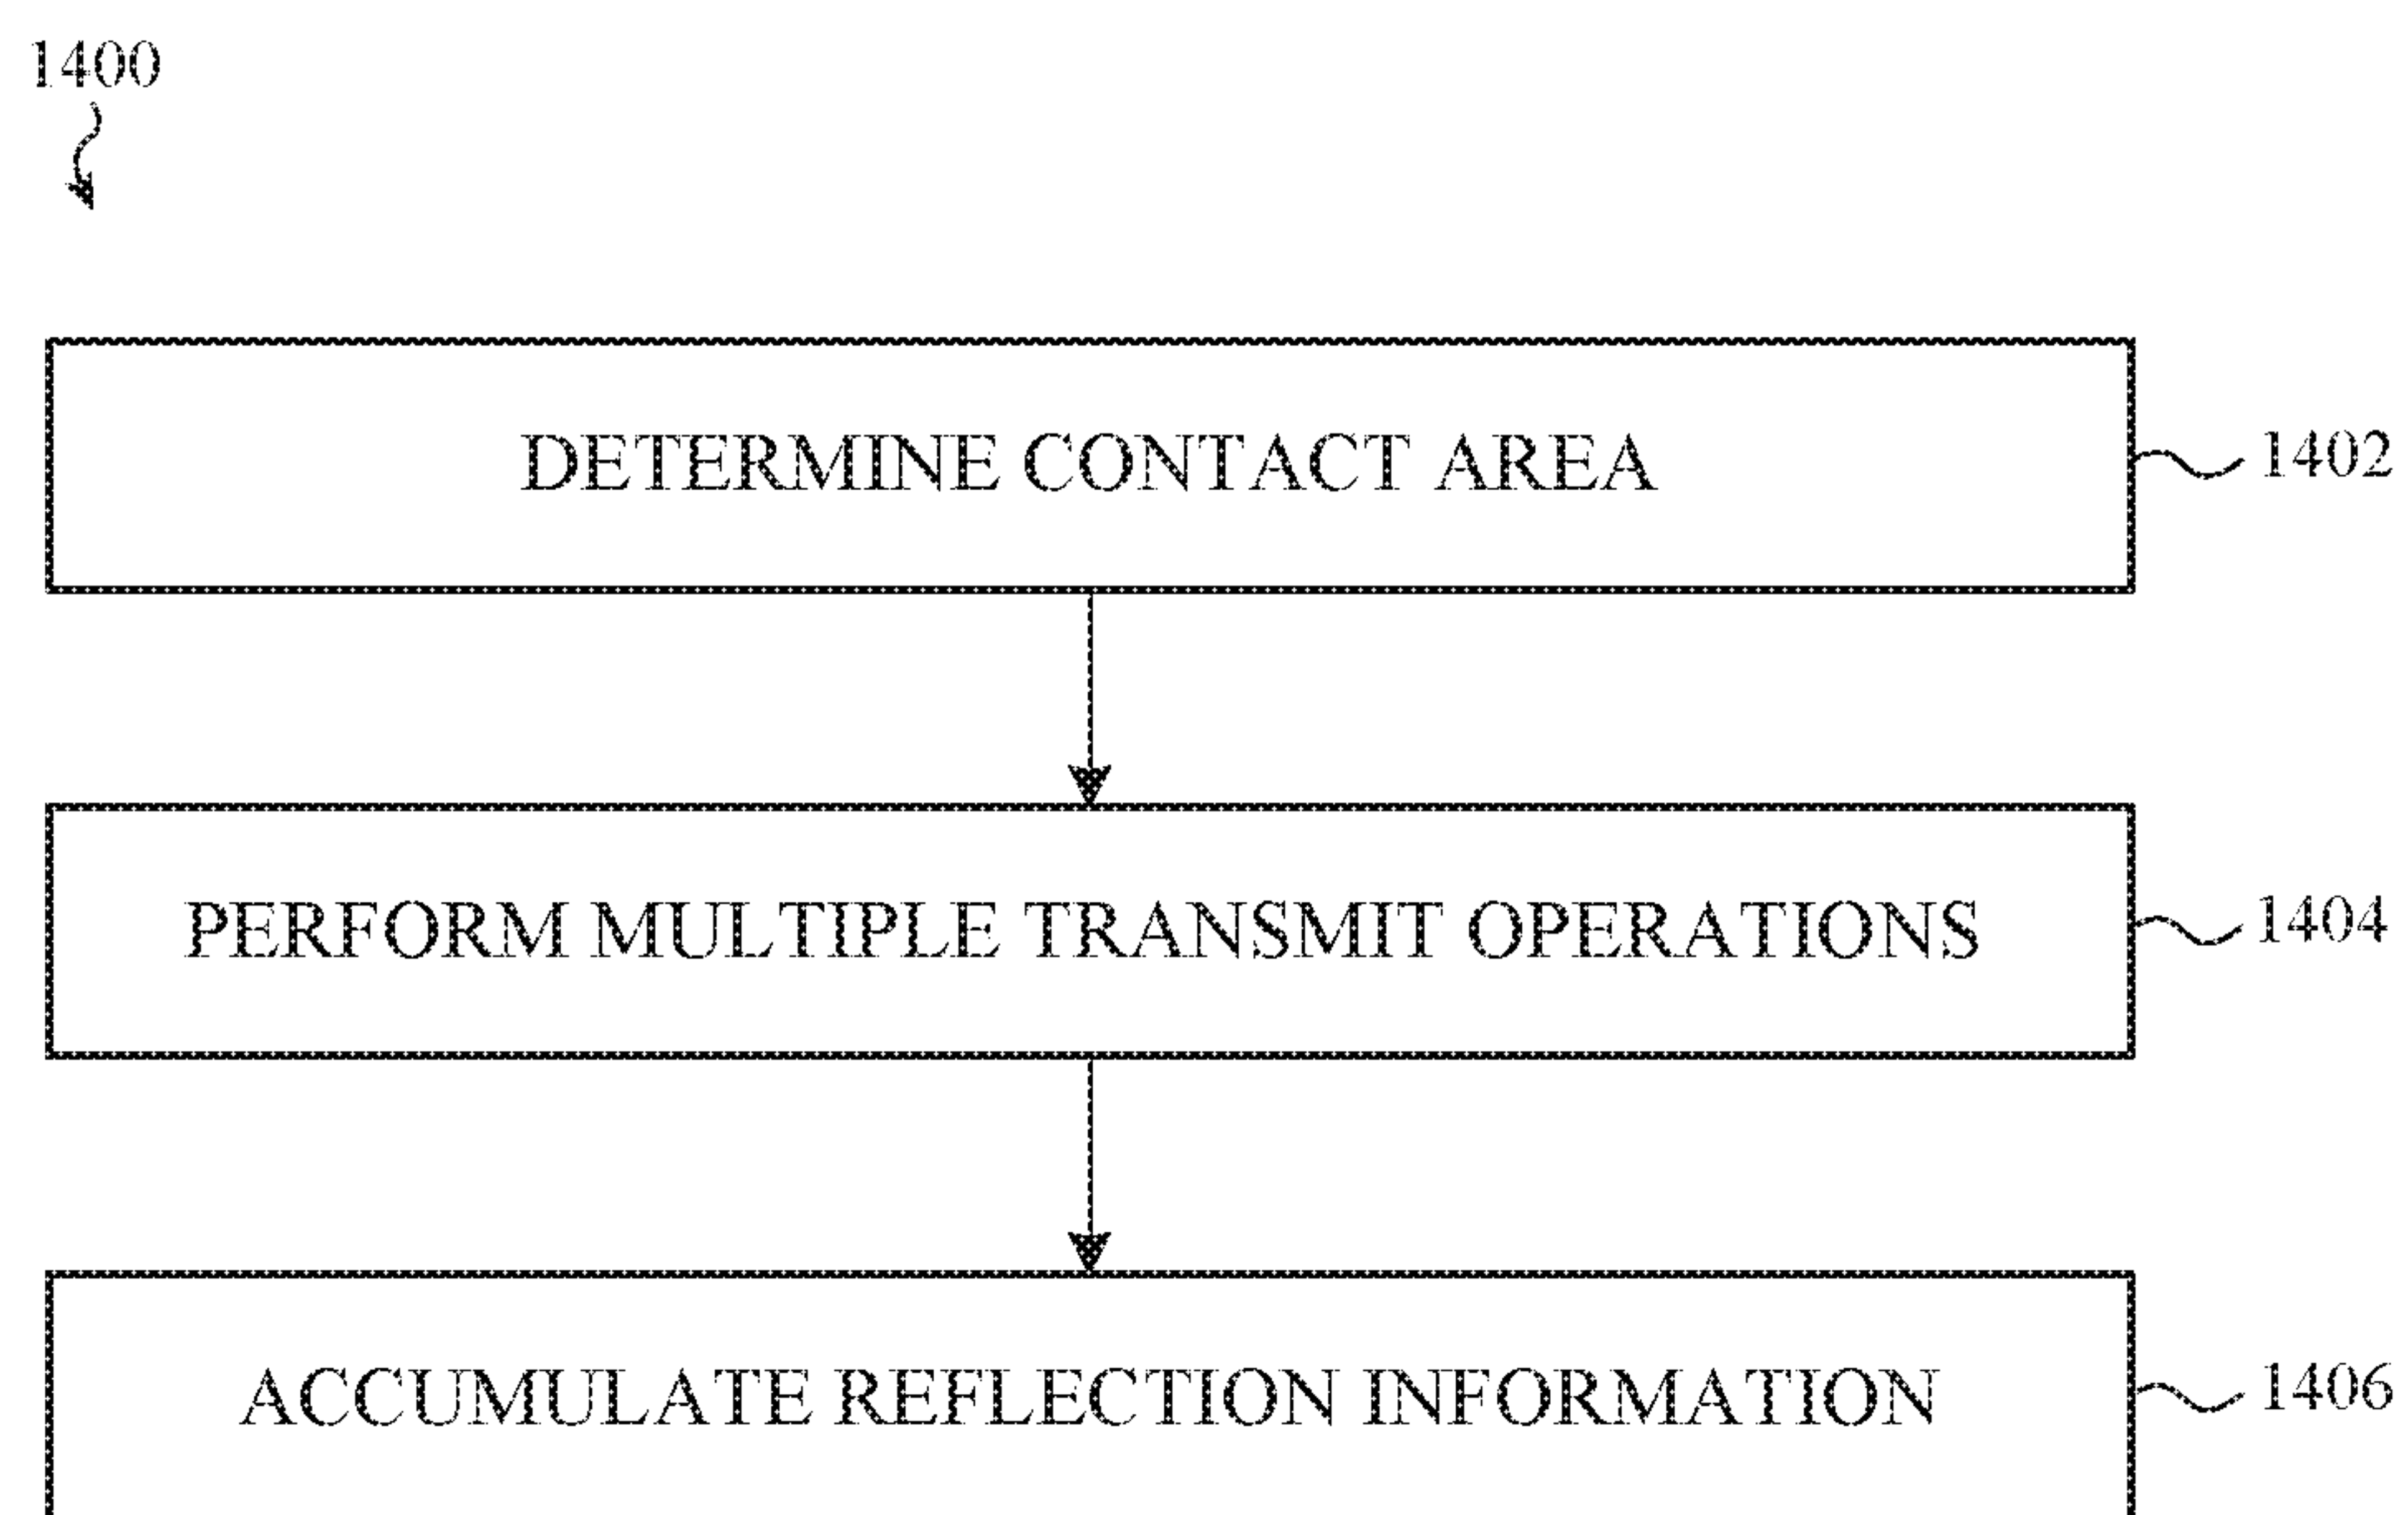 1400
DETERMINE CONTACT AREA
1402
PERFORM MULTIPLE TRANSMIT OPERATIONS
1404
ACCUMULATE REFLECTION INFORMATION
1406